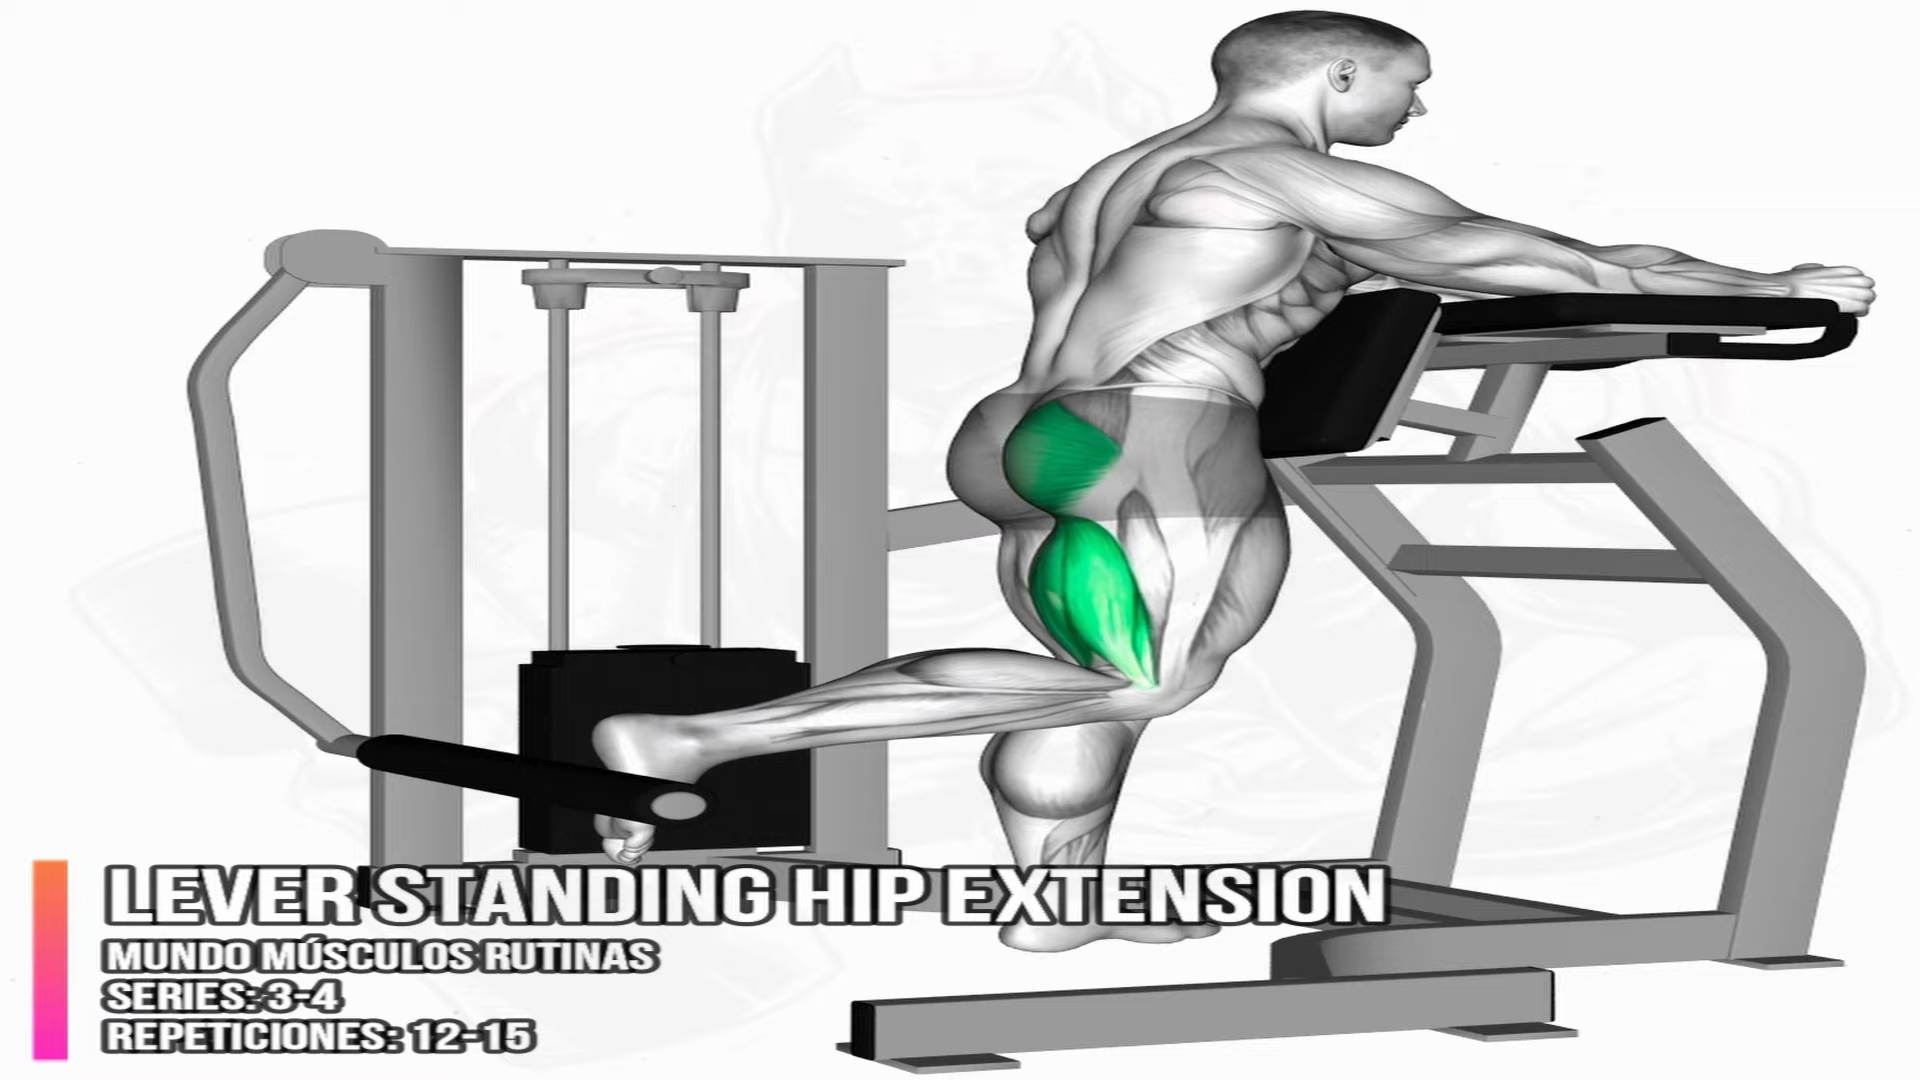 LEVER STANDING HIP EXTENSION
MUNDO MÚSCULOS RUTINAS
SERIES: 3-4
REPETICIONES: 12-15